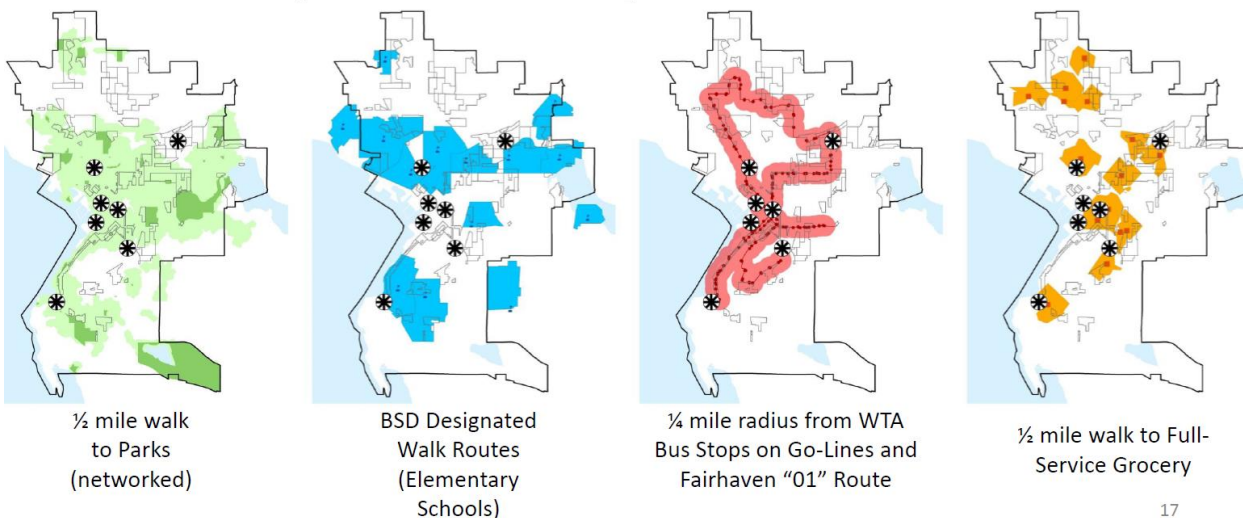 ½ mile walk
to Parks
(networked)
BSD Designated
Walk Routes
(Elementary
Schools)
¼ mile radius from WTA
Bus Stops on Go-Lines and
Fairhaven “01” Route
½ mile walk to Full-
Service Grocery
17